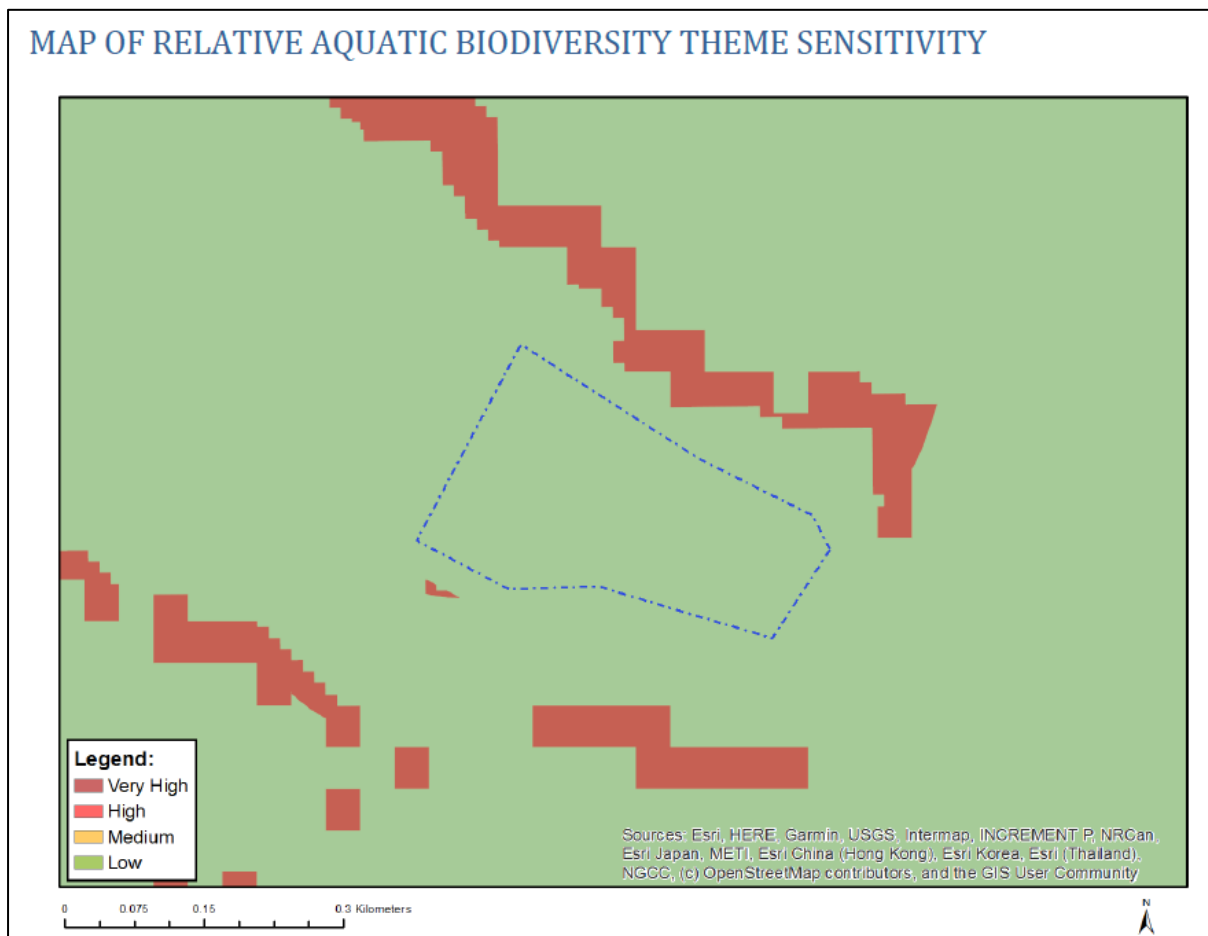 MAP OF RELATIVE AQUATIC BIODIVERSITY THEME SENSITIVITY
Legend:
Very High
High
Medium
Low
Sources: Esri, HERE, Garmin, USGS, Intermap, INCREMENT P, NRCan,
Esri Japan, METI, Esri China (Hong Kong), Esri Korea, Esri (Thailand),
NGCC, (c) OpenStreetMap contributors, and the GIS User Community
0 0.075 0.15 0.3 Kilometers
N